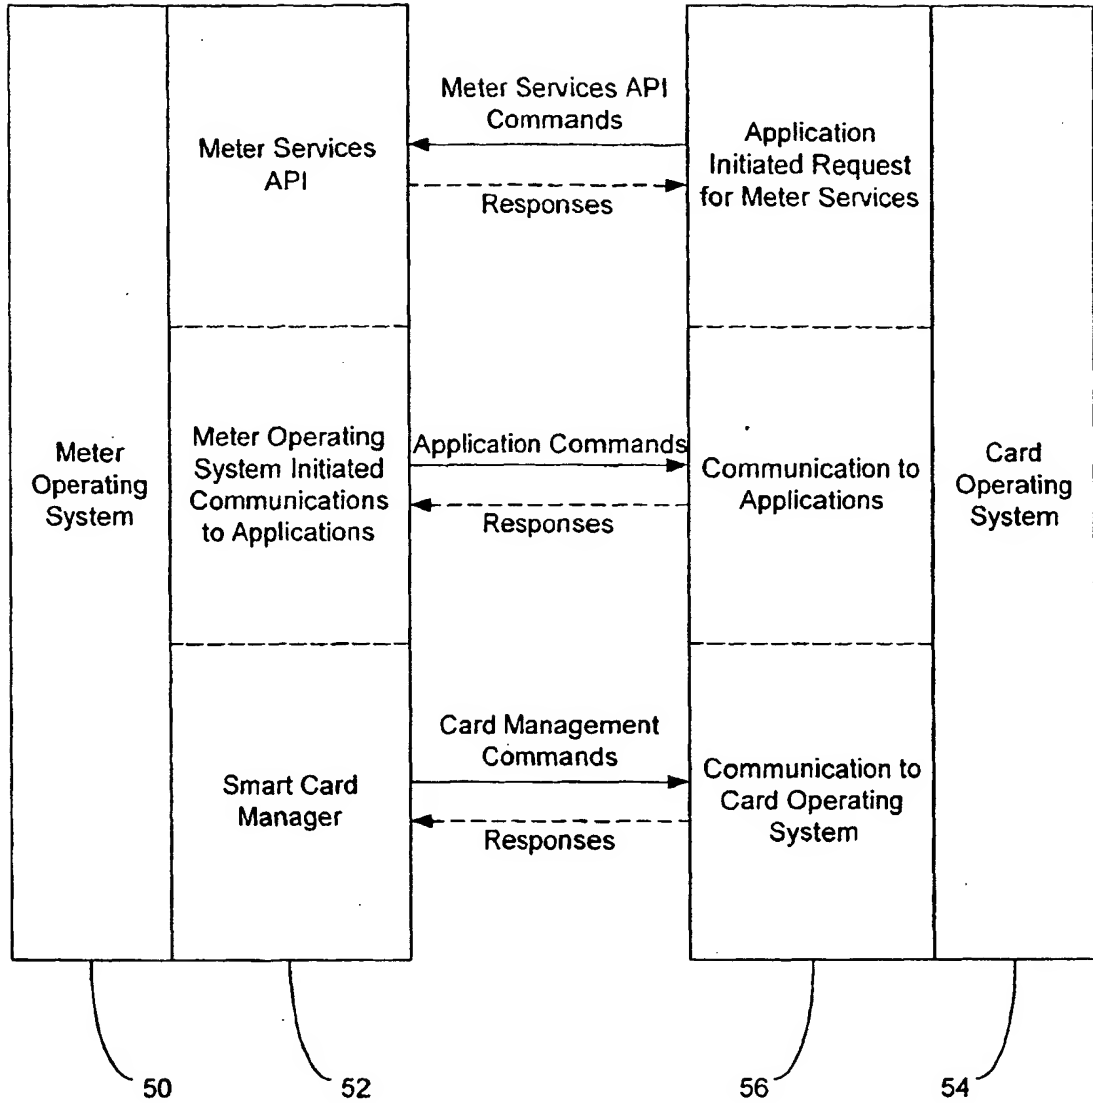 Meter Services API
Commands
Meter Services
API
Responses
Application
Initiated Request
for Meter Services
Meter
Operating
System
Meter Operating
System Initiated
Communications
to Applications
Application Commands
Responses
Communication to
Applications
Card
Operating
System
Smart Card
Manager
Card Management
Commands
Responses
Communication to
Card Operating
System
50
52
56
54